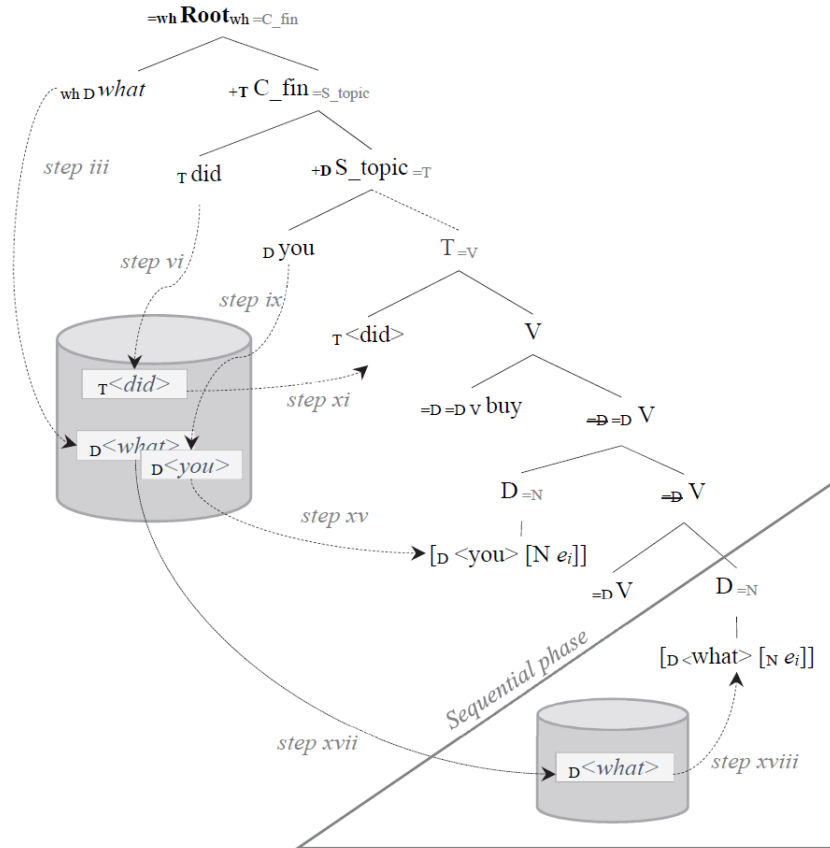 =wh Root wh =C_fin
wh D what +T C_fin =S_topic
step iii T did +D S_topic =T
step vi D you T =V
step ix
T <did> V
T<did> step xi =D =D V buy =D =D V
D<what>
D<you> D =N =D V
step xv
[D <you> [N ei]]
=D V D =N
Sequential phase
[D <what> [N ei]]
step xvii
D<what> step xviii